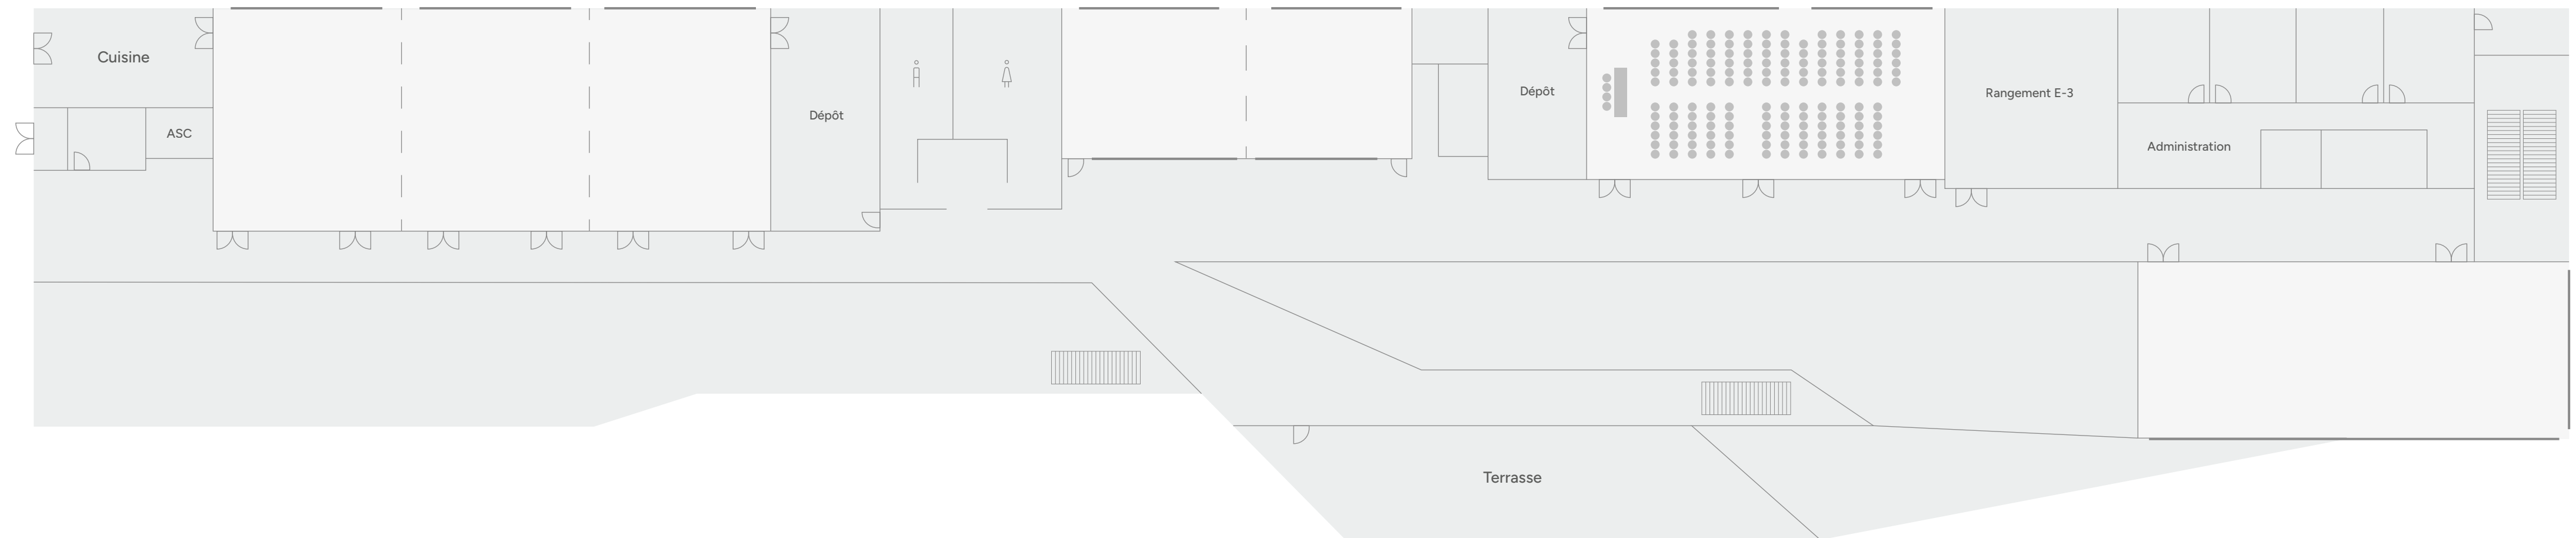 Cuisine
ASC
Dépôt
Dépôt
Rangement E-3
Administration
Terrasse